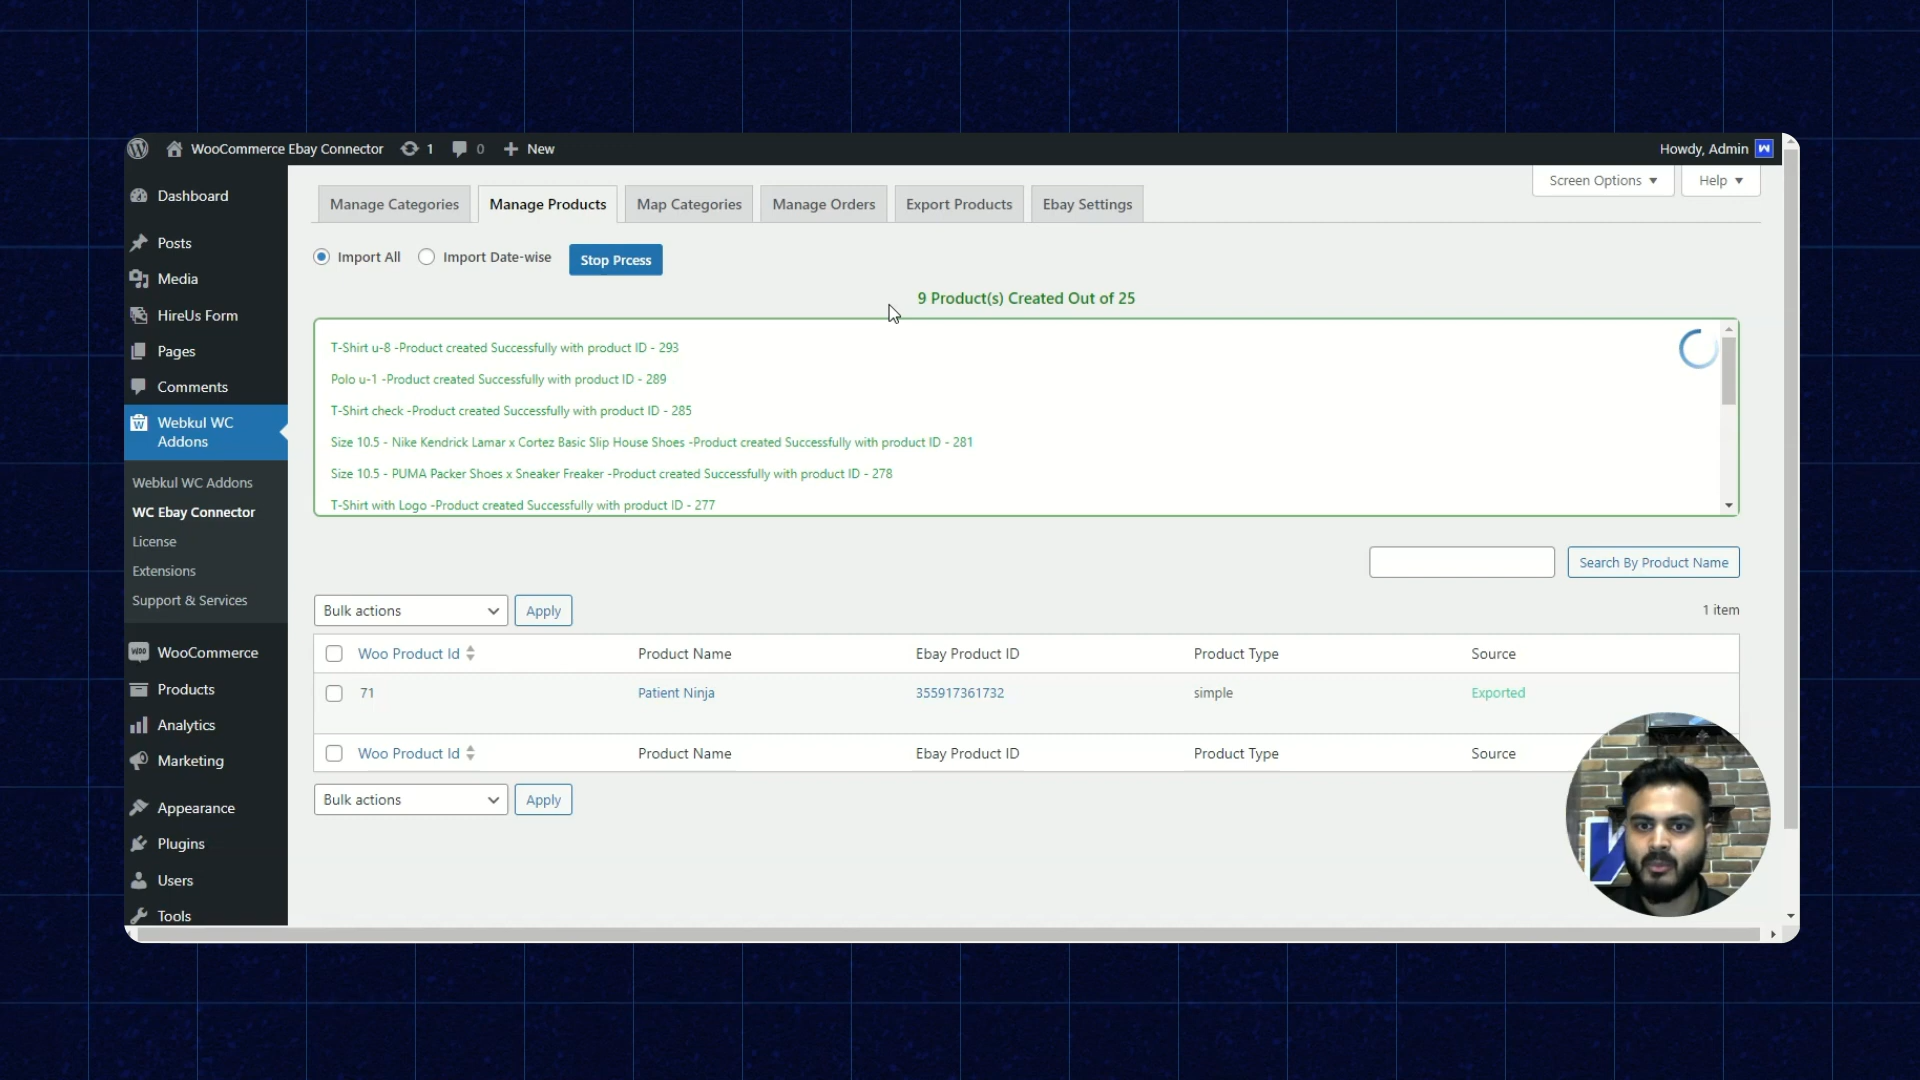 WooCommerce Ebay Connector 1 0 New Howdy, Admin
Screen Options Help
Manage Categories Manage Products Map Categories Manage Orders Export Products Ebay Settings
Import All Import Date-wise Stop Prcess
9 Product(s) Created Out of 25
T-Shirt u-8 -Product created Successfully with product ID - 293
Polo u-1 -Product created Successfully with product ID - 289
T-Shirt check -Product created Successfully with product ID - 285
Size 10.5 - Nike Kendrick Lamar x Cortez Basic Slip House Shoes -Product created Successfully with product ID - 281
Size 10.5 - PUMA Packer Shoes x Sneaker Freaker -Product created Successfully with product ID - 278
T-Shirt with Logo -Product created Successfully with product ID - 277
Search By Product Name
Bulk actions Apply 1 item
Woo Product Id Product Name Ebay Product ID Product Type Source
71 Patient Ninja 355917361732 simple Exported
Woo Product Id Product Name Ebay Product ID Product Type Source
Bulk actions Apply
Dashboard
Posts
Media
HireUs Form
Pages
Comments
Webkul WC
Addons
Webkul WC Addons
WC Ebay Connector
License
Extensions
Support & Services
WooCommerce
Products
Analytics
Marketing
Appearance
Plugins
Users
Tools